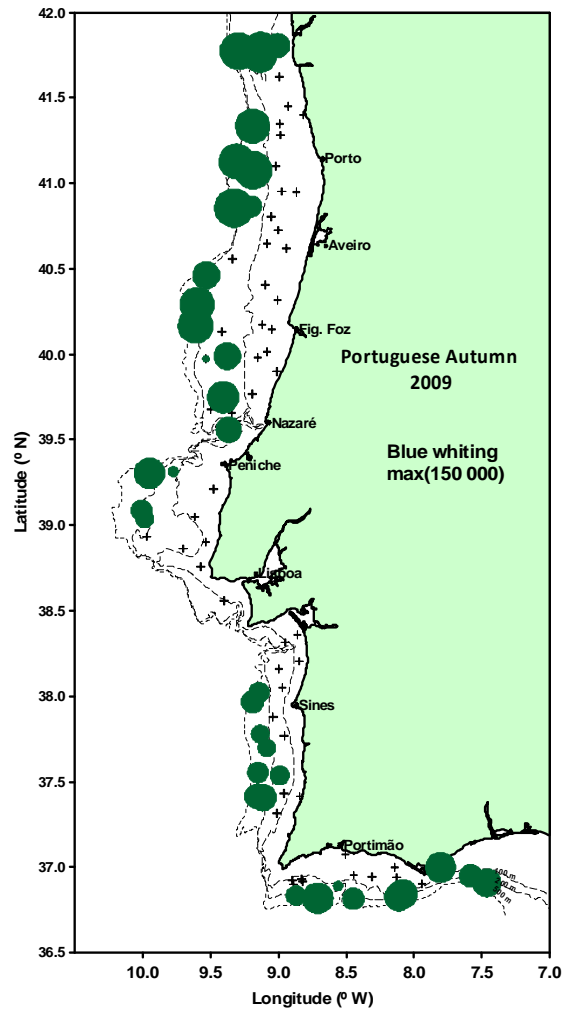 42.0
41.5
Porto
41.0
Aveiro
40.5
Fig. Foz
Portuguese Autumn
2009
40.0
Nazaré
39.5
Blue whiting
max(150 000)
Peniche
Latitude (º N)
39.0
Lisboa
38.5
38.0
Sines
37.5
Portimão
37.0
100 m
200 m
500 m
36.5
10.0 9.5 9.0 8.5 8.0 7.5 7.0
Longitude (º W)